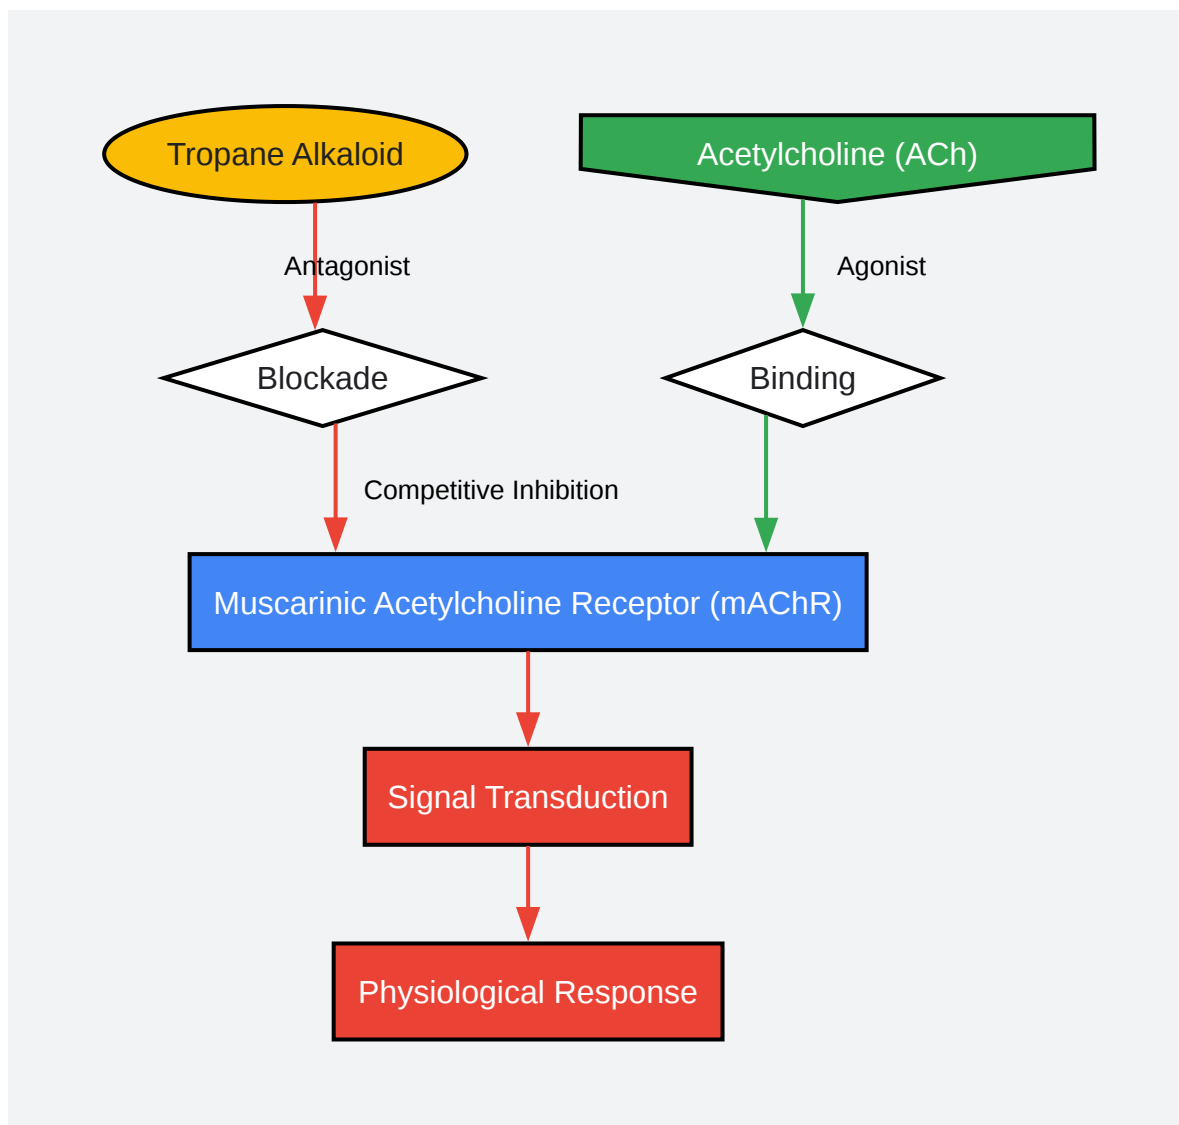 Tropane Alkaloid
Acetylcholine (ACh)
Antagonist
Agonist
Blockade
Binding
Competitive Inhibition
Muscarinic Acetylcholine Receptor (mAChR)
Signal Transduction
Physiological Response